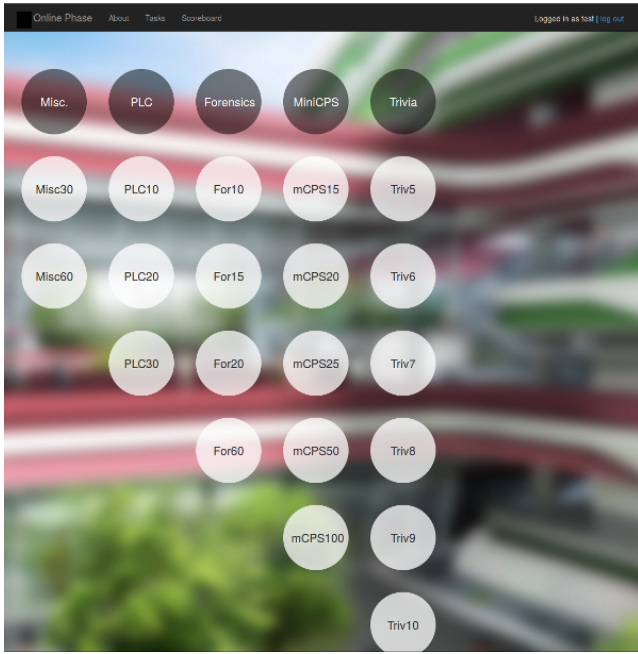 Online Phase About Tasks Scoreboard Logged in as test | log out
Misc. PLC Forensics MiniCPS Trivia
Misc30 PLC10 For10 mCPS15 Triv5
Misc60 PLC20 For15 mCPS20 Triv6
PLC30 For20 mCPS25 Triv7
For60 mCPS50 Triv8
mCPS100 Triv9
Triv10